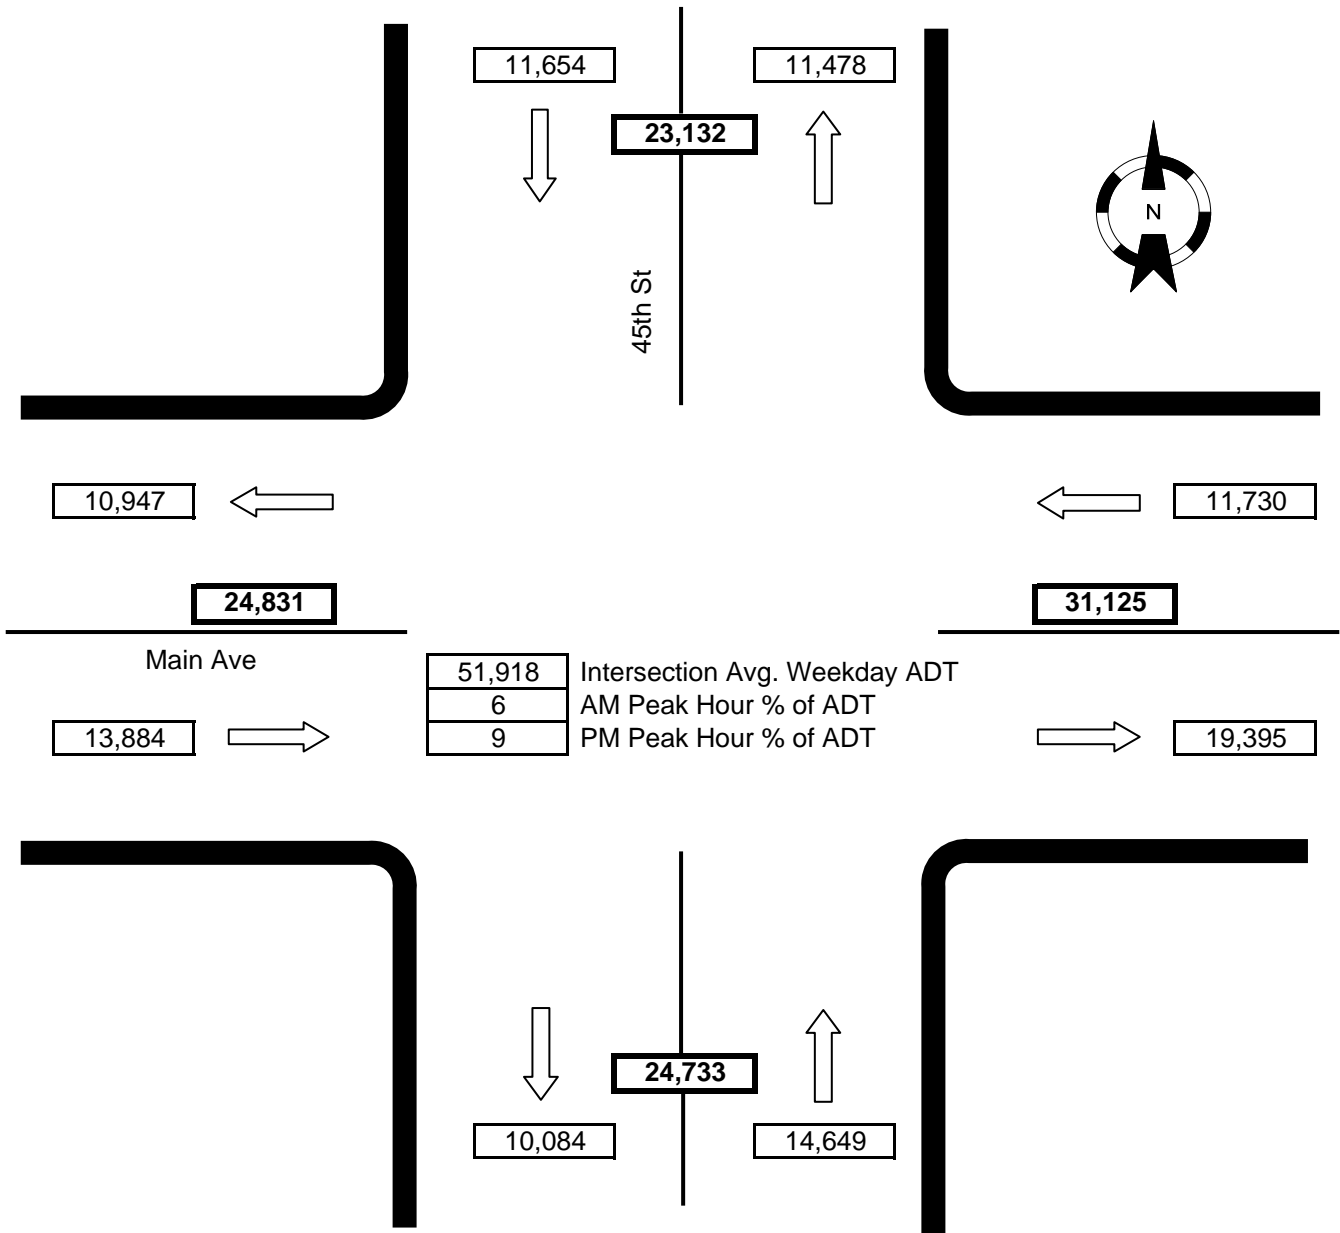 11,654
11,478
23,132
N
45th St
10,947
11,730
24,831
31,125
Main Ave
51,918 Intersection Avg. Weekday ADT
6 AM Peak Hour % of ADT
9 PM Peak Hour % of ADT
13,884
19,395
24,733
10,084
14,649